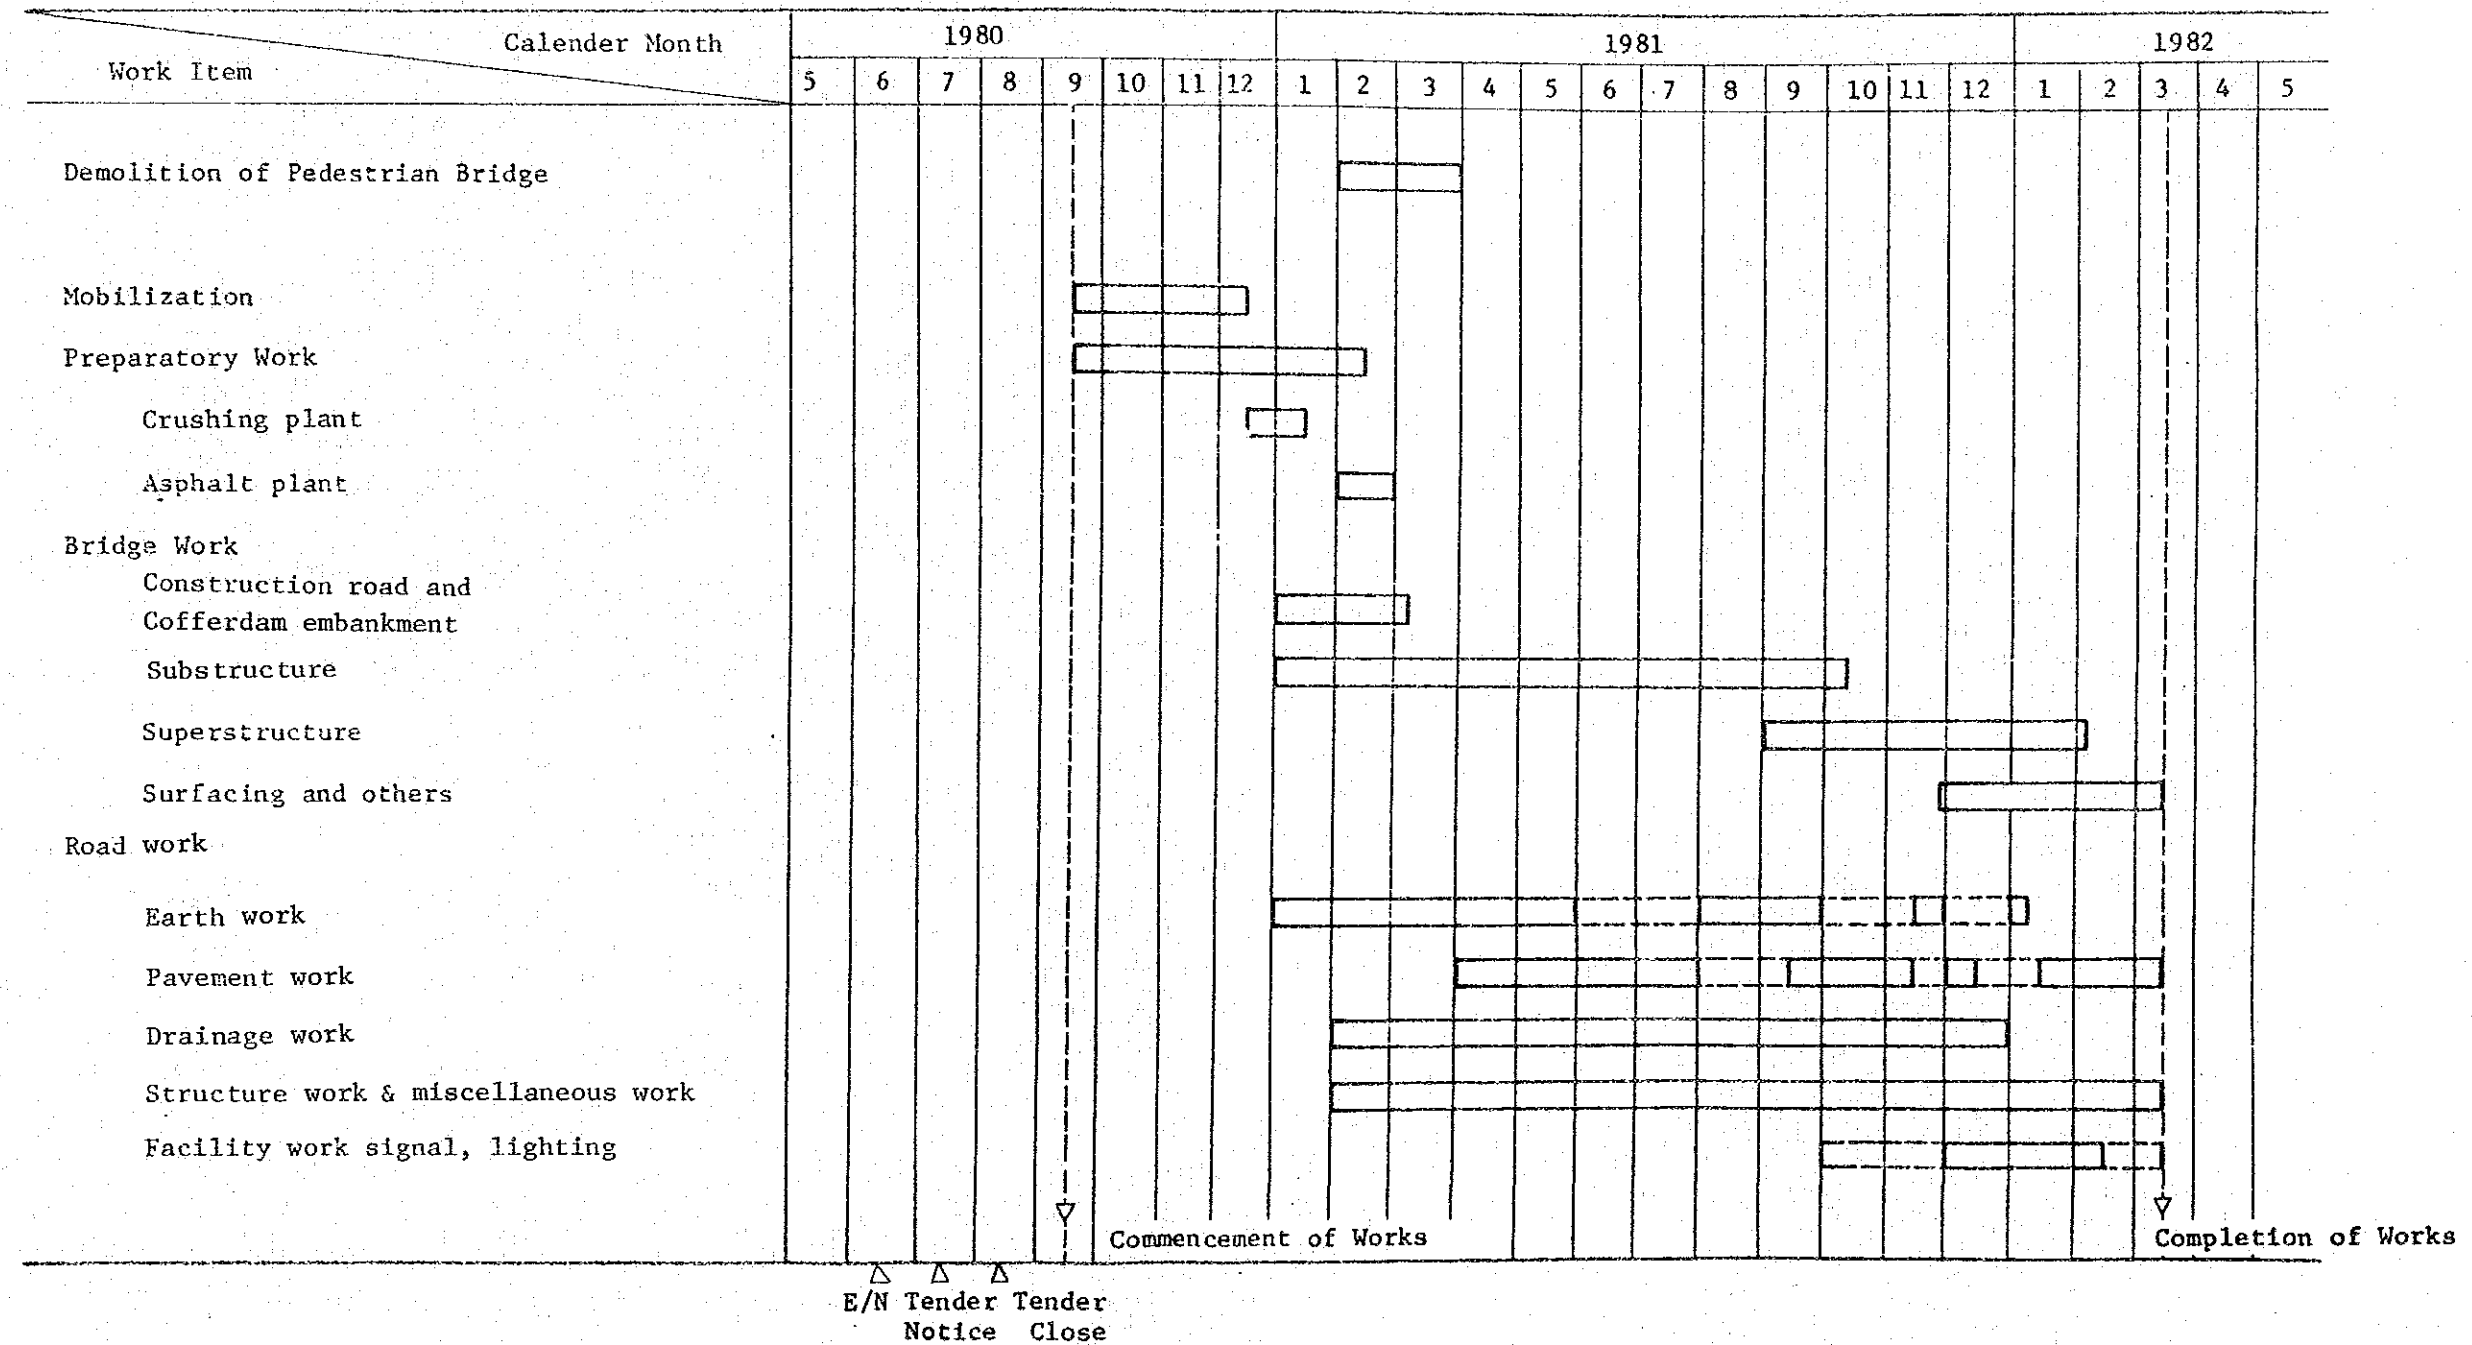 Calender Month
Work Item
1980
1981
1982
5 6 7 8 9 10 11 12 1 2 3 4 5 6 7 8 9 10 11 12 1 2 3 4 5
Demolition of Pedestrian Bridge
Mobilization
Preparatory Work
Crushing plant
Asphalt plant
Bridge Work
Construction road and
Cofferdam embankment
Substructure
Superstructure
Surfacing and others
Road work
Earth work
Pavement work
Drainage work
Structure work & miscellaneous work
Facility work signal, lighting
Commencement of Works
Completion of Works
E/N Tender Tender
Notice Close